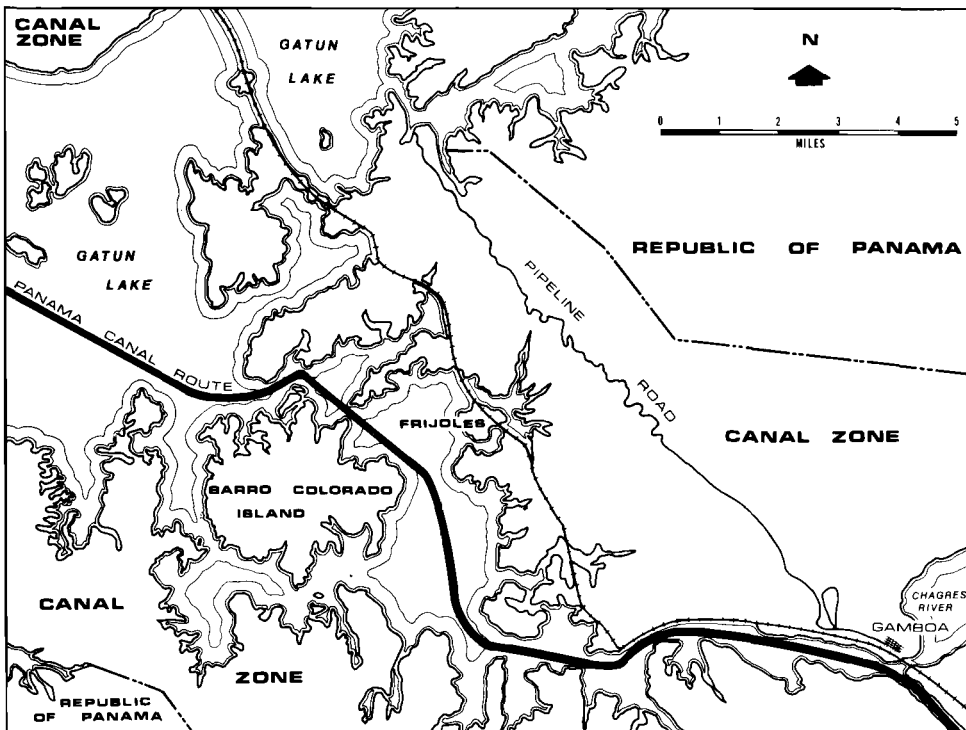 CANAL
ZONE
GATUN
LAKE
N
0 1 2 3 4 5
MILES
REPUBLIC OF PANAMA
GATUN
LAKE
PIPELINE
ROAD
PANAMA CANAL ROUTE
FRIJOLES
CANAL ZONE
BARRO COLORADO
ISLAND
CANAL
ZONE
CHAGRES
RIVER
GAMBOA
REPUBLIC
OF PANAMA